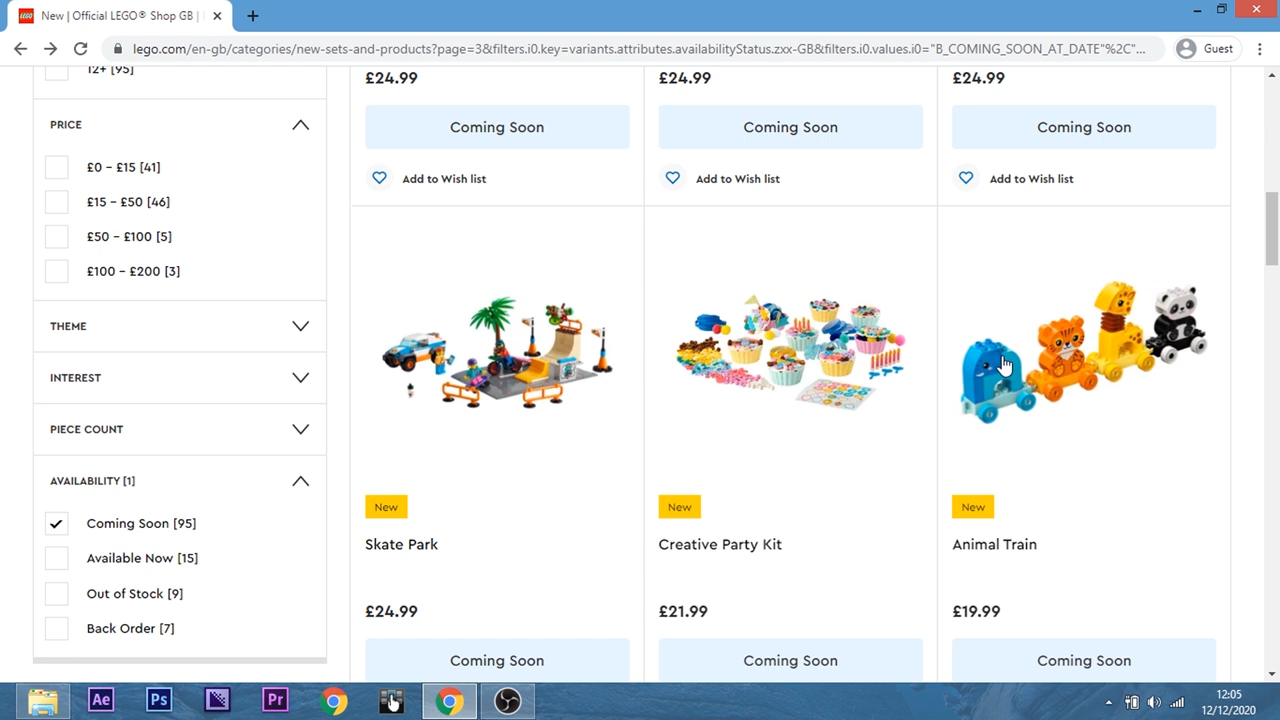 New | Official LEGO® Shop GB |
lego.com/en-gb/categories/new-sets-and-products?page=3&filters.i0.key=variants.attributes.availabilityStatus.zxx-GB&filters.i0.values.i0="B_COMING_SOON_AT_DATE"%2C"...
Guest
12+ [95]
PRICE
£0 – £15 [41]
£15 – £50 [46]
£50 – £100 [5]
£100 – £200 [3]
THEME
INTEREST
PIECE COUNT
AVAILABILITY [1]
Coming Soon [95]
Available Now [15]
Out of Stock [9]
Back Order [7]
£24.99 £24.99 £24.99
Coming Soon Coming Soon Coming Soon
Add to Wish list Add to Wish list Add to Wish list
New New New
Skate Park Creative Party Kit Animal Train
£24.99 £21.99 £19.99
Coming Soon Coming Soon Coming Soon
Ae Ps Pr
12:05
12/12/2020